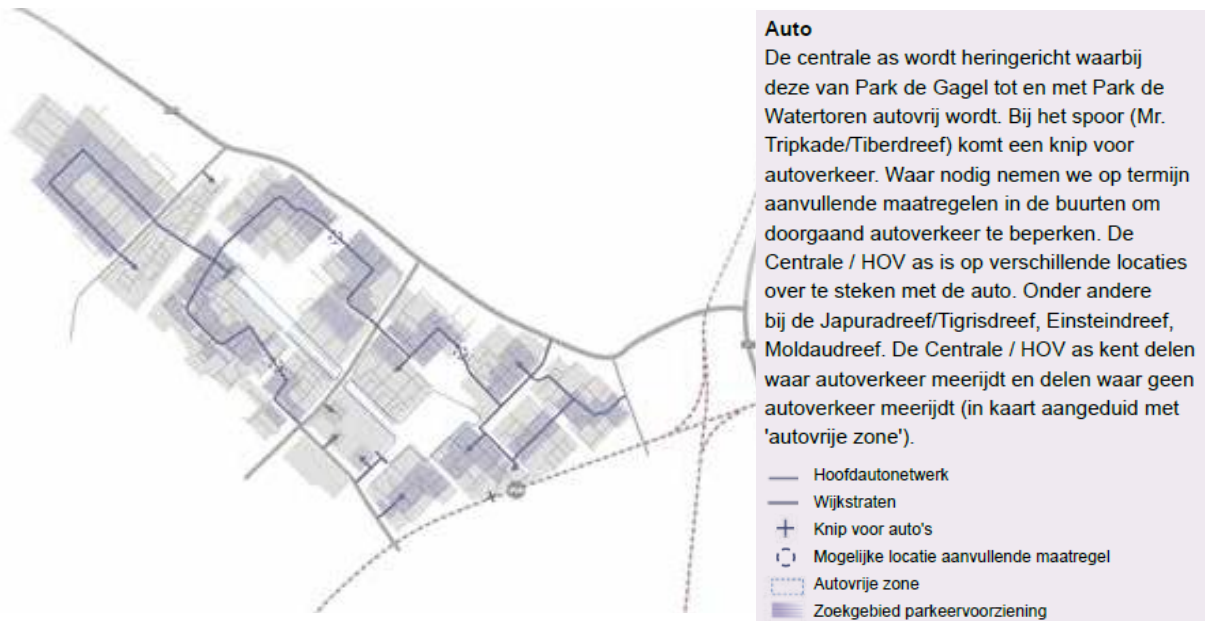 Auto
De centrale as wordt heringericht waarbij
deze van Park de Gagel tot en met Park de
Watertoren autovrij wordt. Bij het spoor (Mr.
Tripkade/Tiberdreef) komt een knip voor
autoverkeer. Waar nodig nemen we op termijn
aanvullende maatregelen in de buurten om
doorgaand autoverkeer te beperken. De
Centrale / HOV as is op verschillende locaties
over te steken met de auto. Onder andere
bij de Japuradreef/Tigrisdreef, Einsteindreef,
Moldaudreef. De Centrale / HOV as kent delen
waar autoverkeer meerijdt en delen waar geen
autoverkeer meerijdt (in kaart aangeduid met
'autovrije zone').
Hoofdautonetwerk
Wijkstraten
Knip voor auto's
Mogelijke locatie aanvullende maatregel
Autovrije zone
Zoekgebied parkeervoorziening